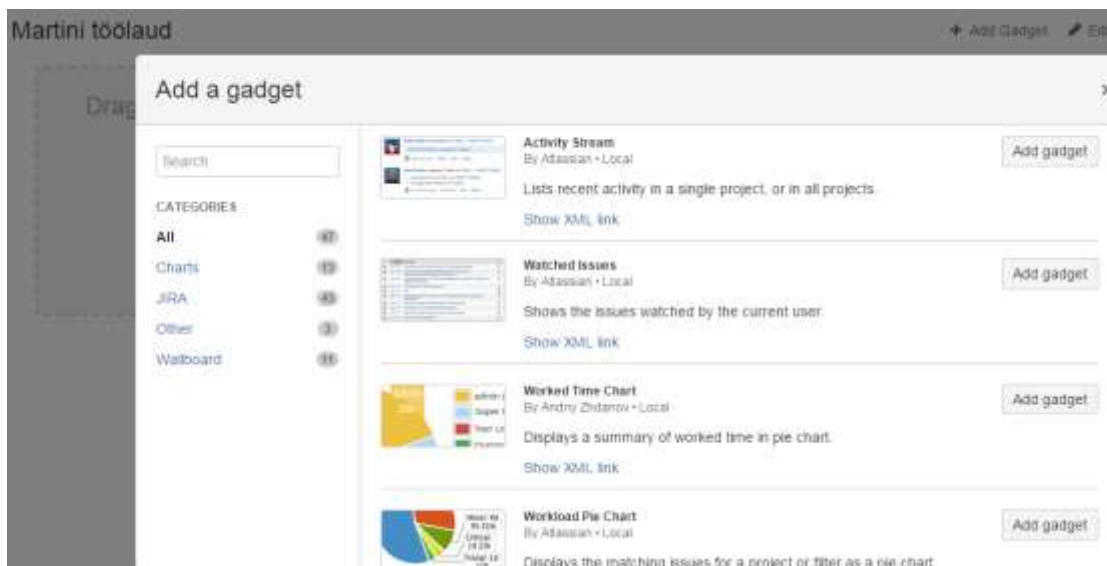 Martini töölaud
+ Add Gadget
Drag
Add a gadget
Search
CATEGORIES
All 47
Charts 13
JIRA 43
Other 3
Wallboard 11
Activity Stream
By Atlassian • Local
Add gadget
Lists recent activity in a single project, or in all projects.
Show XML link
Watched Issues
By Atlassian • Local
Add gadget
Shows the issues watched by the current user.
Show XML link
Worked Time Chart
By Andriy Zhdanov • Local
Add gadget
Displays a summary of worked time in pie chart.
Show XML link
Workload Pie Chart
By Atlassian • Local
Add gadget
Displays the matching issues for a project or filter as a pie chart.